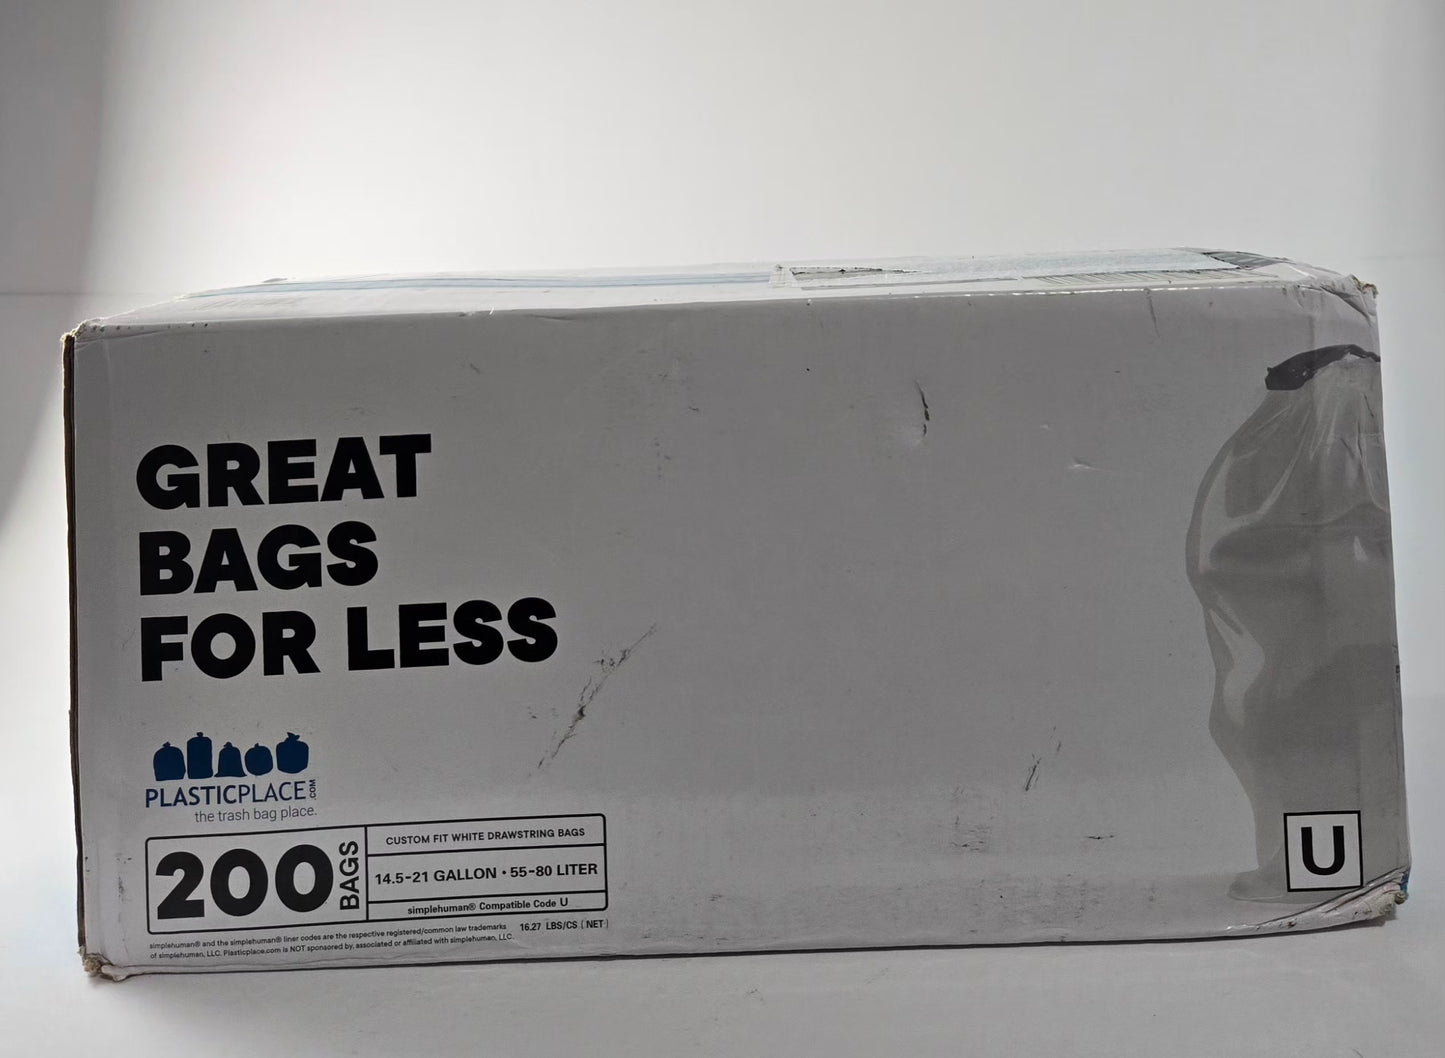 GREAT
BAGS
FOR LESS
PLASTICPLACE.COM
the trash bag place.
200 BAGS
CUSTOM FIT WHITE DRAWSTRING BAGS
14.5-21 GALLON • 55-80 LITER
simplehuman® Compatible Code U
simplehuman® and the simplehuman® liner codes are the respective registered/common law trademarks
of simplehuman, LLC. Plasticplace.com is NOT sponsored by, associated or affiliated with simplehuman, LLC.
16.27 LBS/CS (NET)
U